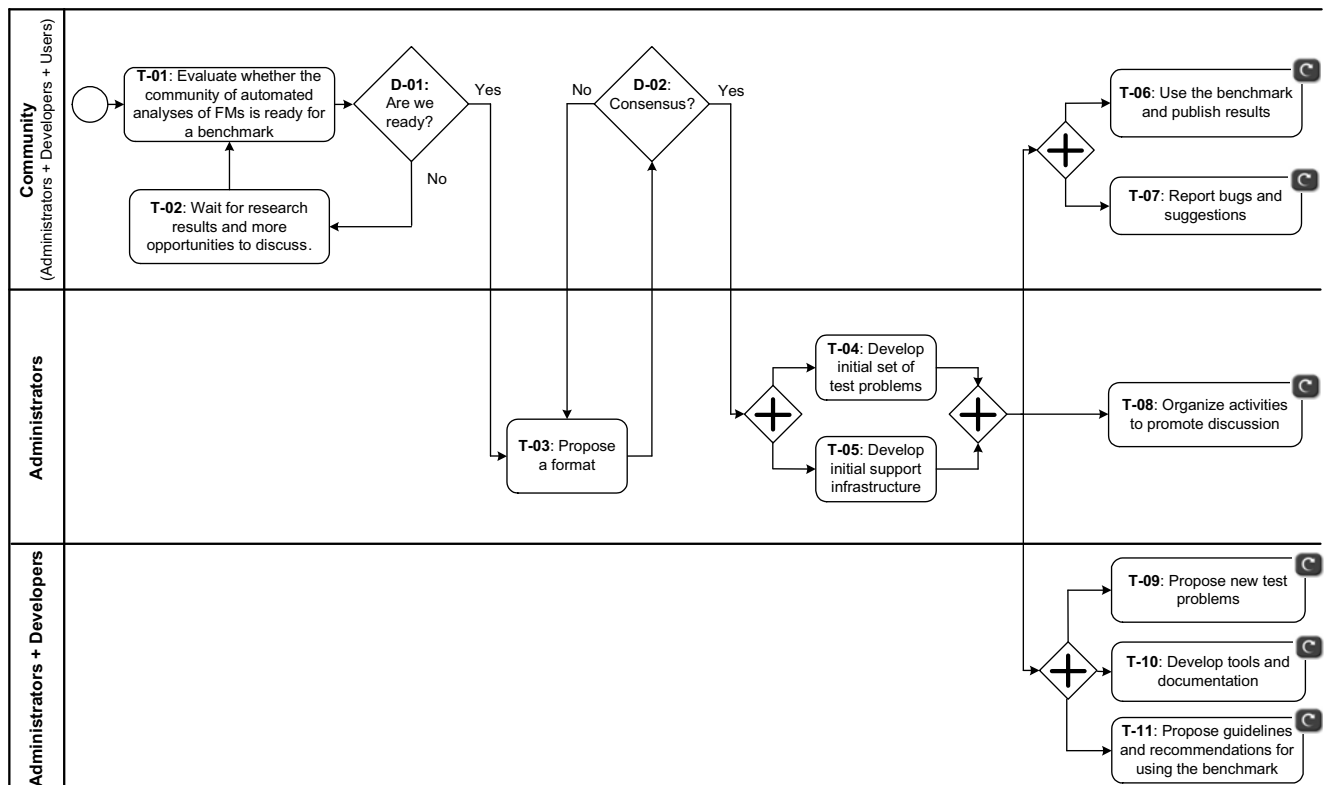 Community
(Administrators + Developers + Users)
T-01: Evaluate whether the
community of automated
analyses of FMs is ready for
a benchmark
D-01:
Are we
ready?
Yes
No
T-02: Wait for research
results and more
opportunities to discuss.
No
D-02:
Consensus?
Yes
T-06: Use the benchmark
and publish results
T-07: Report bugs and
suggestions
Administrators
T-03: Propose
a format
T-04: Develop
initial set of
test problems
T-05: Develop
initial support
infrastructure
T-08: Organize activities
to promote discussion
Administrators + Developers
T-09: Propose new test
problems
T-10: Develop tools and
documentation
T-11: Propose guidelines
and recommendations for
using the benchmark